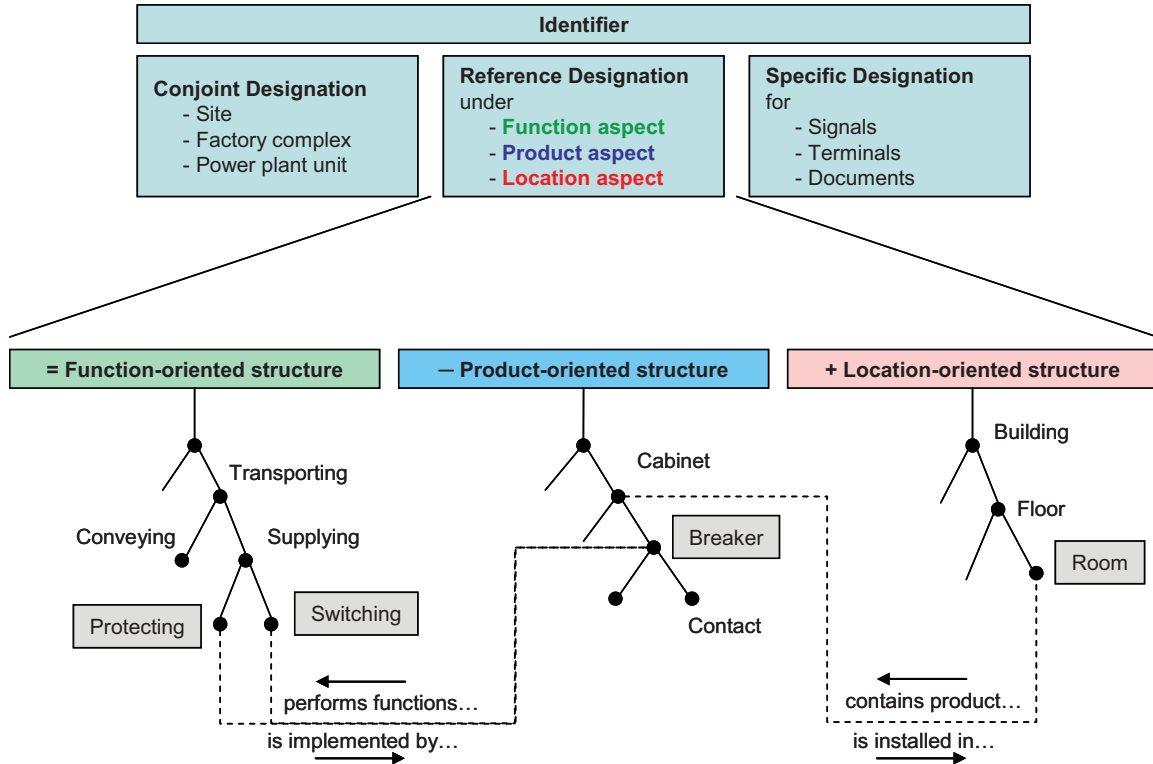 Identifier
Conjoint Designation
- Site
- Factory complex
- Power plant unit
Reference Designation
under
- Function aspect
- Product aspect
- Location aspect
Specific Designation
for
- Signals
- Terminals
- Documents
= Function-oriented structure
– Product-oriented structure
+ Location-oriented structure
Transporting
Conveying
Supplying
Protecting
Switching
Cabinet
Breaker
Contact
Building
Floor
Room
performs functions…
is implemented by…
contains product…
is installed in…